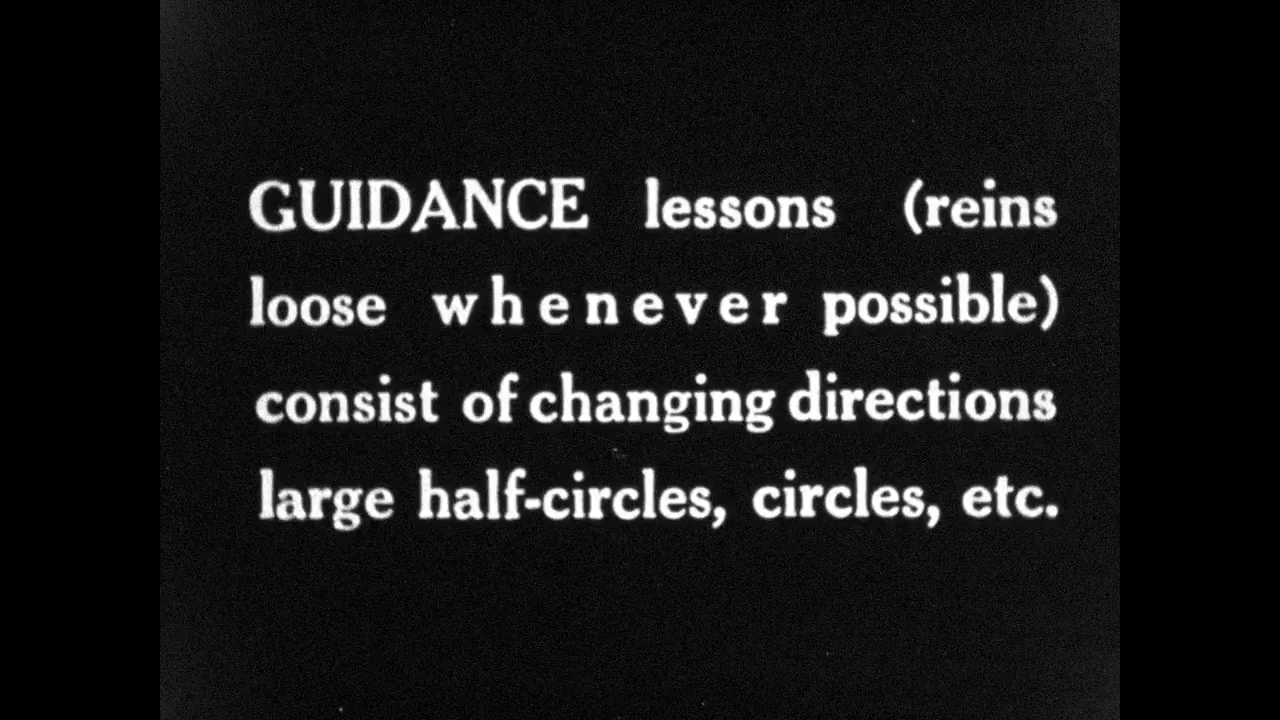 GUIDANCE lessons (reins
loose whenever possible)
consist of changing directions
large half-circles, circles, etc.